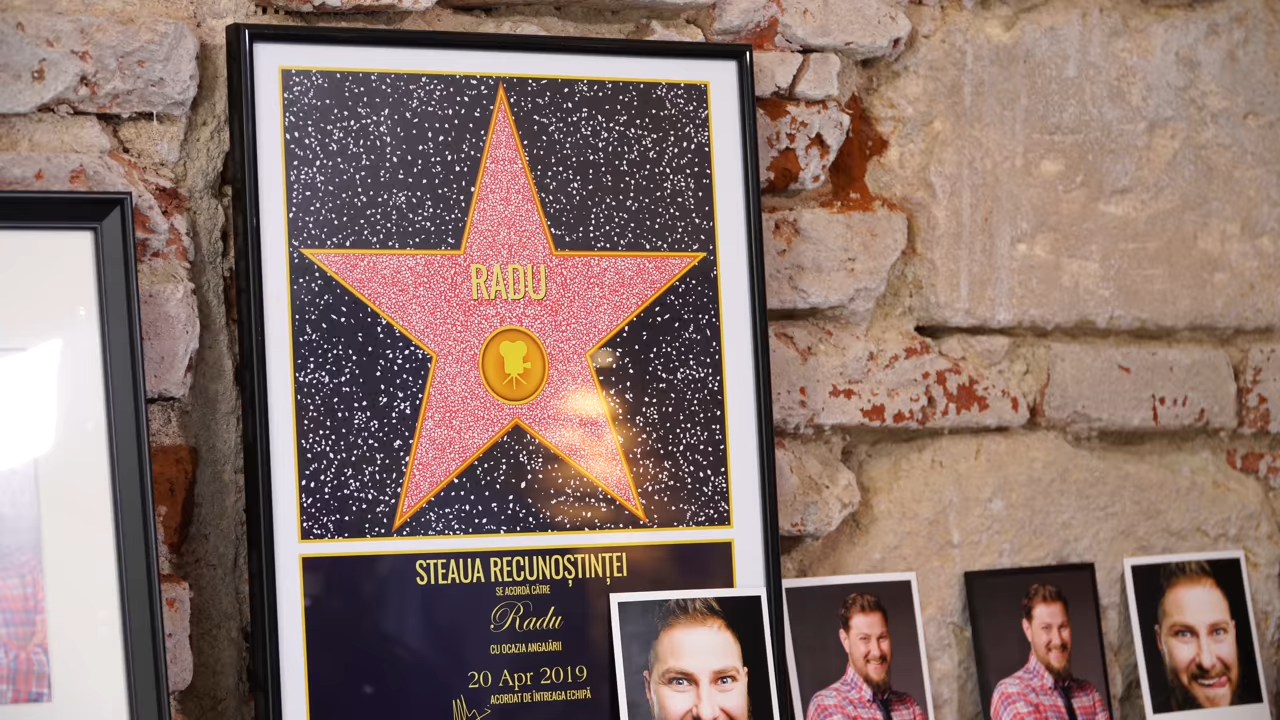 RADU
STEAUA RECUNOȘTINȚEI
SE ACORDĂ CĂTRE
Radu
CU OCAZIA ANGAJĂRII
20 Apr 2019
ACORDAT DE ÎNTREAGA ECHIPĂ